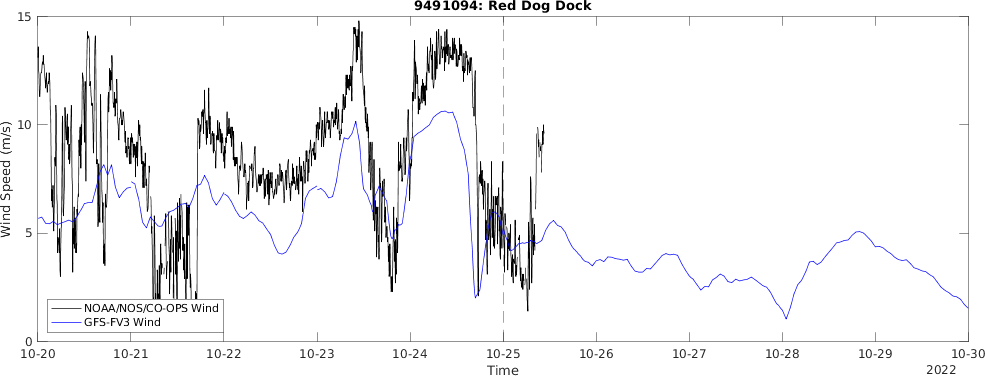 9491094: Red Dog Dock
Wind Speed (m/s)
15
10
5
0
NOAA/NOS/CO-OPS Wind
GFS-FV3 Wind
10-20 10-21 10-22 10-23 10-24 10-25 10-26 10-27 10-28 10-29 10-30
Time
2022